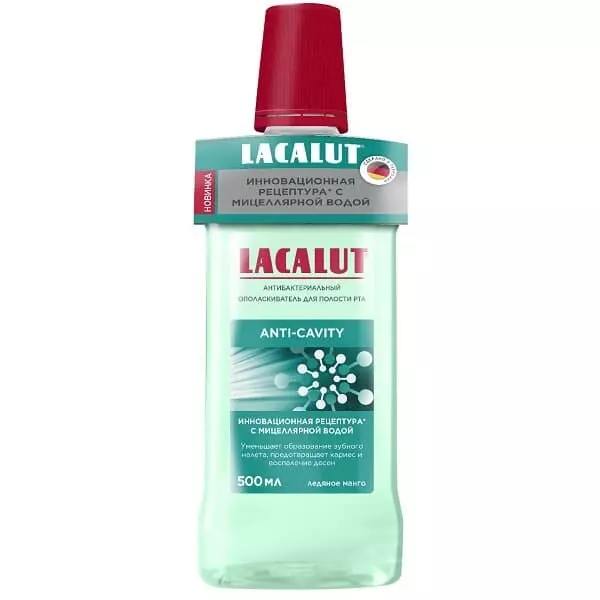 LACALUT
СДЕЛАНО В
НОВИНКА
ИННОВАЦИОННАЯ
РЕЦЕПТУРА* С
МИЦЕЛЛЯРНОЙ ВОДОЙ
LACALUT
АНТИБАКТЕРИАЛЬНЫЙ
ОПОЛАСКИВАТЕЛЬ ДЛЯ ПОЛОСТИ РТА
ANTI-CAVITY
ИННОВАЦИОННАЯ РЕЦЕПТУРА*
С МИЦЕЛЛЯРНОЙ ВОДОЙ
Уменьшает образование зубного
налета, предотвращает кариес и
воспаление десен
500 МЛ
ледяное манго